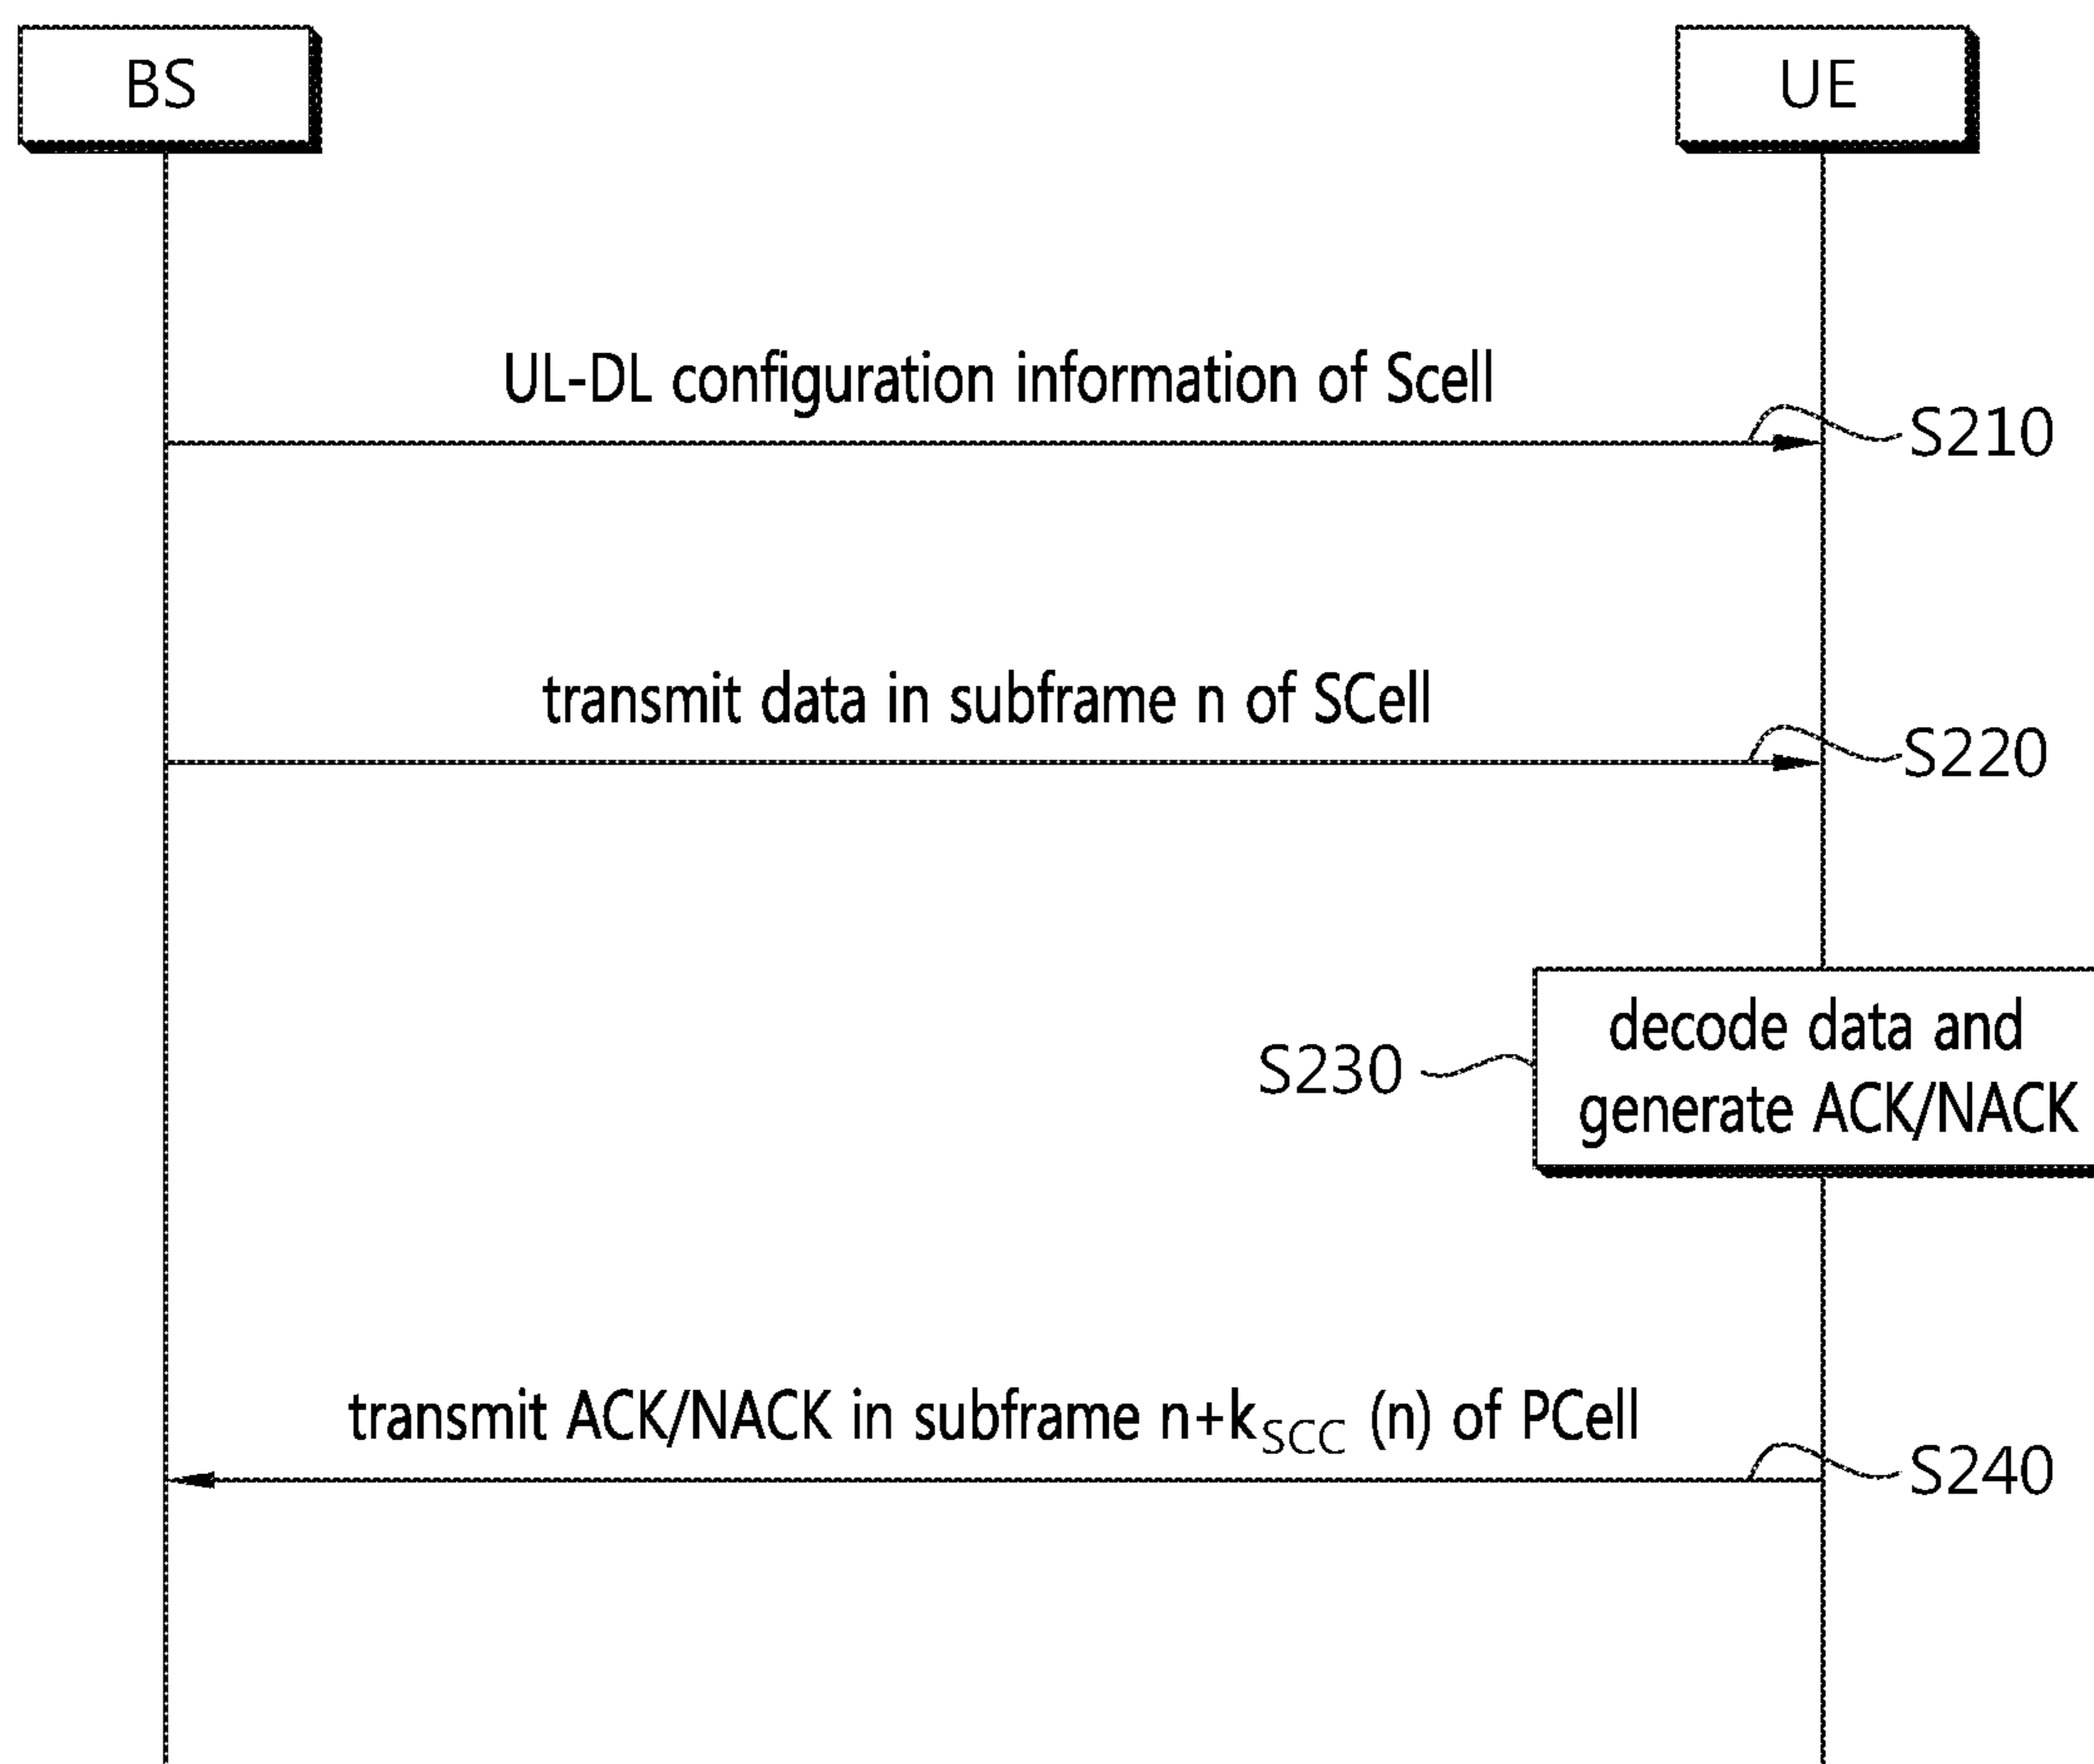 BS
UE
UL-DL configuration information of Scell
S210
transmit data in subframe n of SCell
S220
decode data and
generate ACK/NACK
S230
transmit ACK/NACK in subframe n+kSCC (n) of PCell
S240